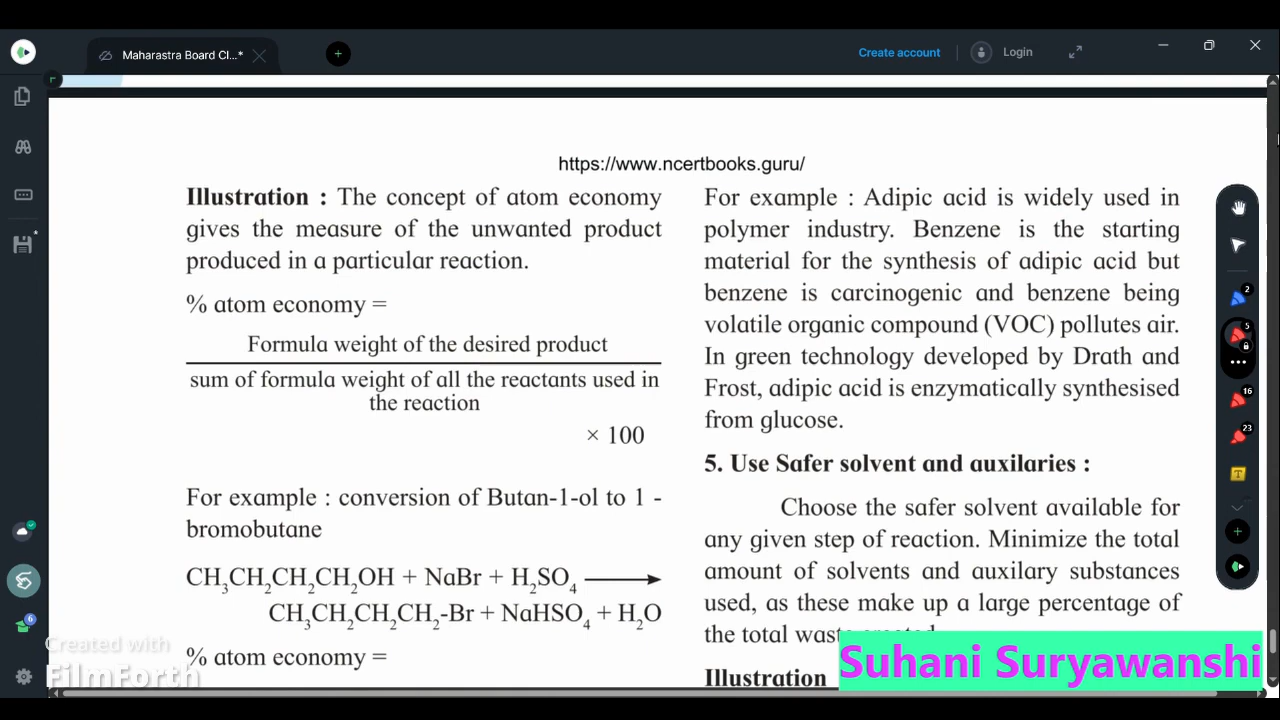 Maharastra Board Cl...*
Create account
Login
https://www.ncertbooks.guru/
Illustration : The concept of atom economy
gives the measure of the unwanted product
produced in a particular reaction.
% atom economy =
Formula weight of the desired product
sum of formula weight of all the reactants used in
the reaction
× 100
For example : conversion of Butan-1-ol to 1 -
bromobutane
CH₃CH₂CH₂CH₂OH + NaBr + H₂SO₄ ⟶
CH₃CH₂CH₂CH₂-Br + NaHSO₄ + H₂O
% atom economy =
For example : Adipic acid is widely used in
polymer industry. Benzene is the starting
material for the synthesis of adipic acid but
benzene is carcinogenic and benzene being
volatile organic compound (VOC) pollutes air.
In green technology developed by Drath and
Frost, adipic acid is enzymatically synthesised
from glucose.
5. Use Safer solvent and auxilaries :
Choose the safer solvent available for
any given step of reaction. Minimize the total
amount of solvents and auxilary substances
used, as these make up a large percentage of
the total waste
Illustration
2
5
16
23
T
6
Created with
FilmForth
Suhani Suryawanshi